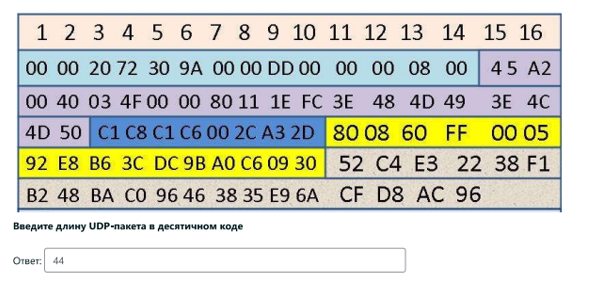 1 2 3 4 5 6 7 8 9 10 11 12 13 14 15 16
00 00 20 72 30 9A 00 00 DD 00 00 00 08 00 4 5 A2
00 40 03 4F 00 00 80 11 1E FC 3E 48 4D 49 3E 4C
4D 50 C1 C8 C1 C6 00 2C A3 2D 80 08 60 FF 00 05
92 E8 B6 3C DC 9B A0 C6 09 30 52 C4 E3 22 38 F1
B2 48 BA C0 96 46 38 35 E9 6A CF D8 AC 96
Введите длину UDP-пакета в десятичном коде
Ответ: 44